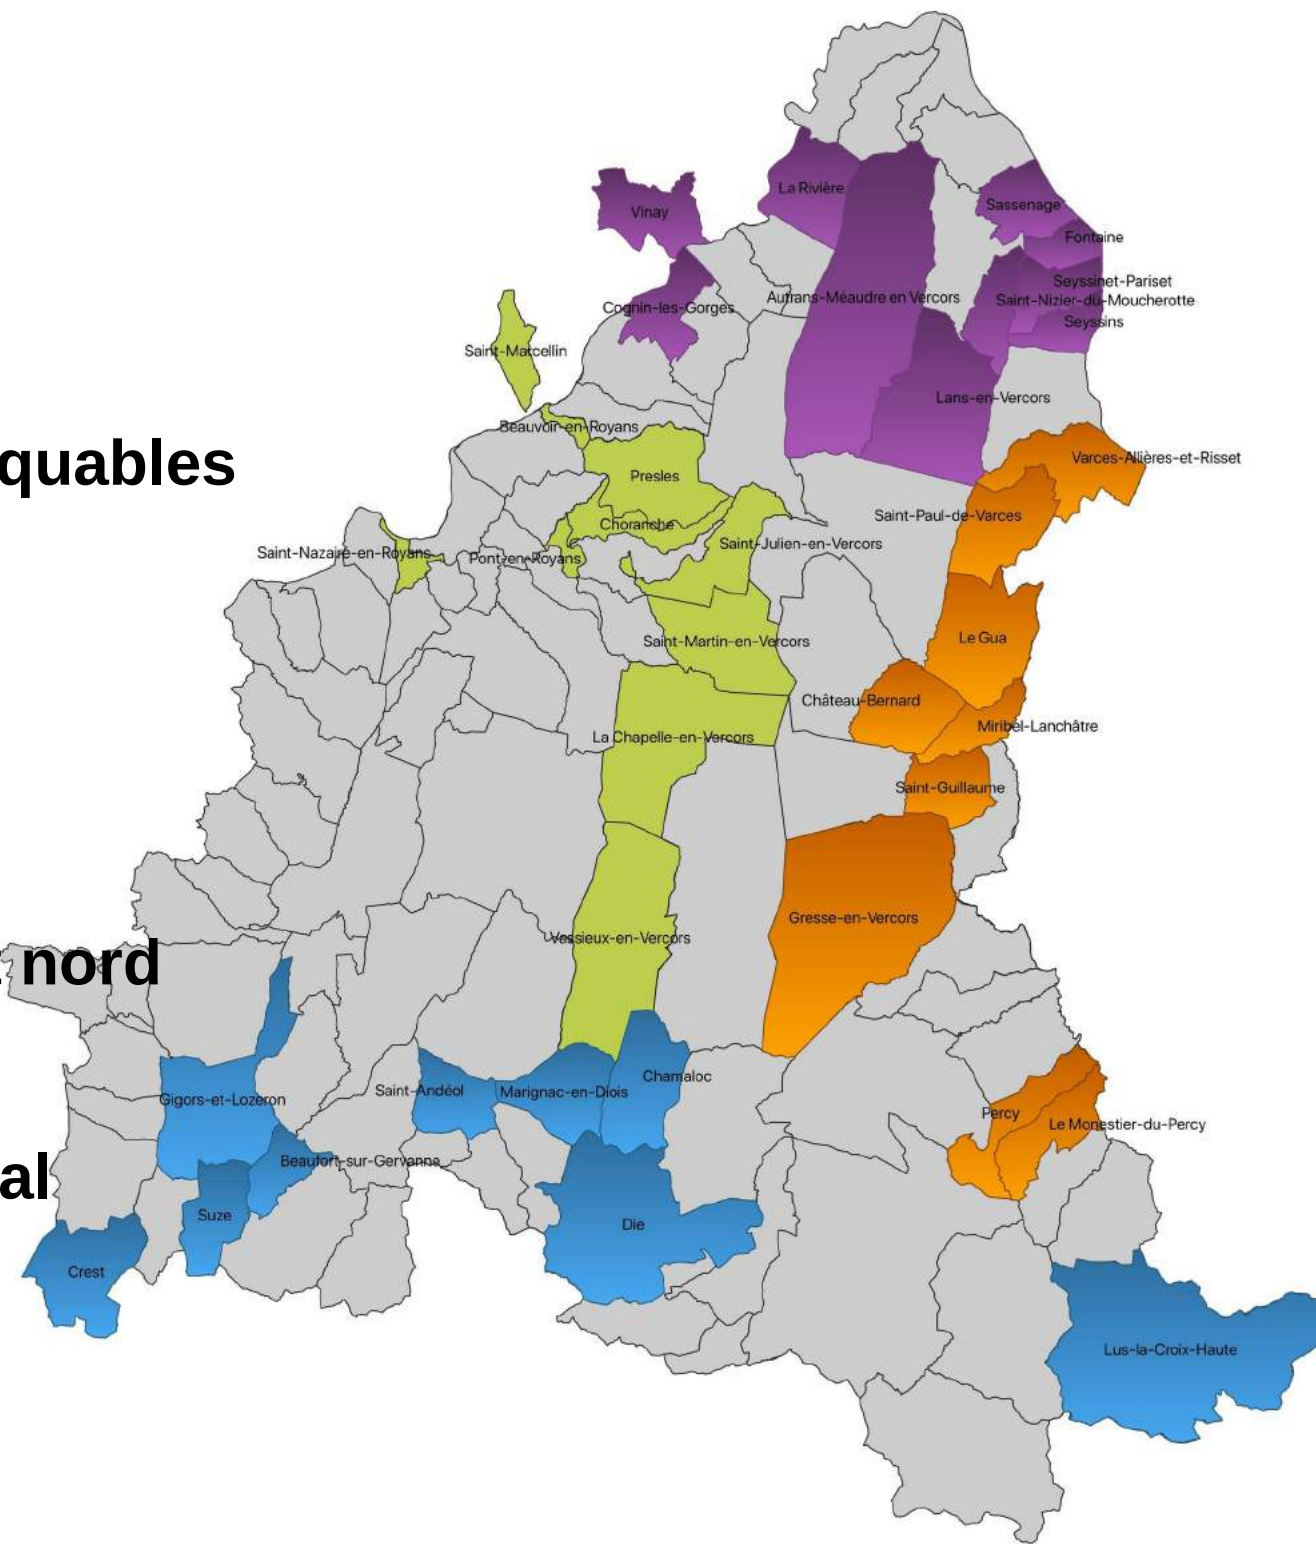 La Rivière
Sassenage
Vinay
Fontaine
Seyssinet-Pariset
Autrans-Méaudre en Vercors
Saint-Nizier-du-Moucherotte
Cognin-les-Gorges
Seyssins
Saint-Marcellin
Lans-en-Vercors
Beauvoir-en-Royans
quables
Varces-Allières-et-Risset
Presles
Saint-Paul-de-Varces
Choranche
Saint-Julien-en-Vercors
Saint-Nazaire-en-Royans
Pont-en-Royans
Le Gua
Saint-Martin-en-Vercors
Château-Bernard
Miribel-Lanchâtre
La Chapelle-en-Vercors
Saint-Guillaume
Gresse-en-Vercors
Vassieux-en-Vercors
nord
Chamaloc
Saint-Andéol
Marignac-en-Diois
Gigors-et-Lozeron
Percy
Le Monestier-du-Percy
Beaufort-sur-Gervanne
al
Suze
Die
Crest
Lus-la-Croix-Haute